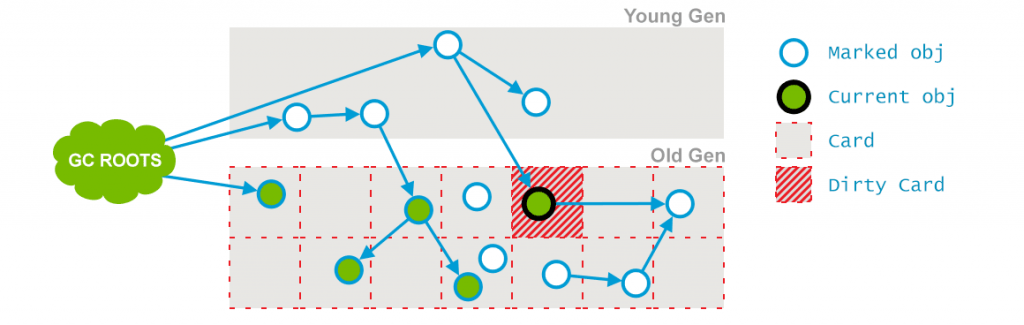 Young Gen
Marked obj
Current obj
GC ROOTS
Old Gen
Card
Dirty Card